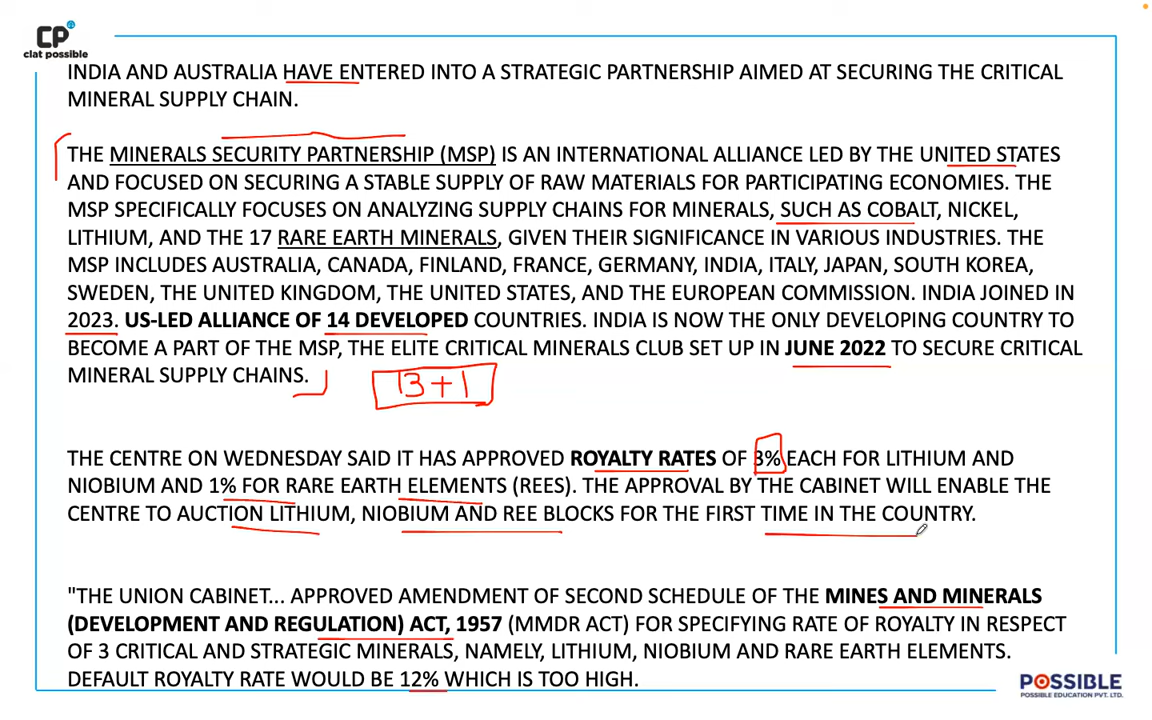 CP
clat possible
INDIA AND AUSTRALIA HAVE ENTERED INTO A STRATEGIC PARTNERSHIP AIMED AT SECURING THE CRITICAL
MINERAL SUPPLY CHAIN.
THE MINERALS SECURITY PARTNERSHIP (MSP) IS AN INTERNATIONAL ALLIANCE LED BY THE UNITED STATES
AND FOCUSED ON SECURING A STABLE SUPPLY OF RAW MATERIALS FOR PARTICIPATING ECONOMIES. THE
MSP SPECIFICALLY FOCUSES ON ANALYZING SUPPLY CHAINS FOR MINERALS, SUCH AS COBALT, NICKEL,
LITHIUM, AND THE 17 RARE EARTH MINERALS, GIVEN THEIR SIGNIFICANCE IN VARIOUS INDUSTRIES. THE
MSP INCLUDES AUSTRALIA, CANADA, FINLAND, FRANCE, GERMANY, INDIA, ITALY, JAPAN, SOUTH KOREA,
SWEDEN, THE UNITED KINGDOM, THE UNITED STATES, AND THE EUROPEAN COMMISSION. INDIA JOINED IN
2023. US-LED ALLIANCE OF 14 DEVELOPED COUNTRIES. INDIA IS NOW THE ONLY DEVELOPING COUNTRY TO
BECOME A PART OF THE MSP, THE ELITE CRITICAL MINERALS CLUB SET UP IN JUNE 2022 TO SECURE CRITICAL
MINERAL SUPPLY CHAINS.
13+1
THE CENTRE ON WEDNESDAY SAID IT HAS APPROVED ROYALTY RATES OF 3% EACH FOR LITHIUM AND
NIOBIUM AND 1% FOR RARE EARTH ELEMENTS (REES). THE APPROVAL BY THE CABINET WILL ENABLE THE
CENTRE TO AUCTION LITHIUM, NIOBIUM AND REE BLOCKS FOR THE FIRST TIME IN THE COUNTRY.
"THE UNION CABINET... APPROVED AMENDMENT OF SECOND SCHEDULE OF THE MINES AND MINERALS
(DEVELOPMENT AND REGULATION) ACT, 1957 (MMDR ACT) FOR SPECIFYING RATE OF ROYALTY IN RESPECT
OF 3 CRITICAL AND STRATEGIC MINERALS, NAMELY, LITHIUM, NIOBIUM AND RARE EARTH ELEMENTS.
DEFAULT ROYALTY RATE WOULD BE 12% WHICH IS TOO HIGH.
POSSIBLE
POSSIBLE EDUCATION PVT. LTD.